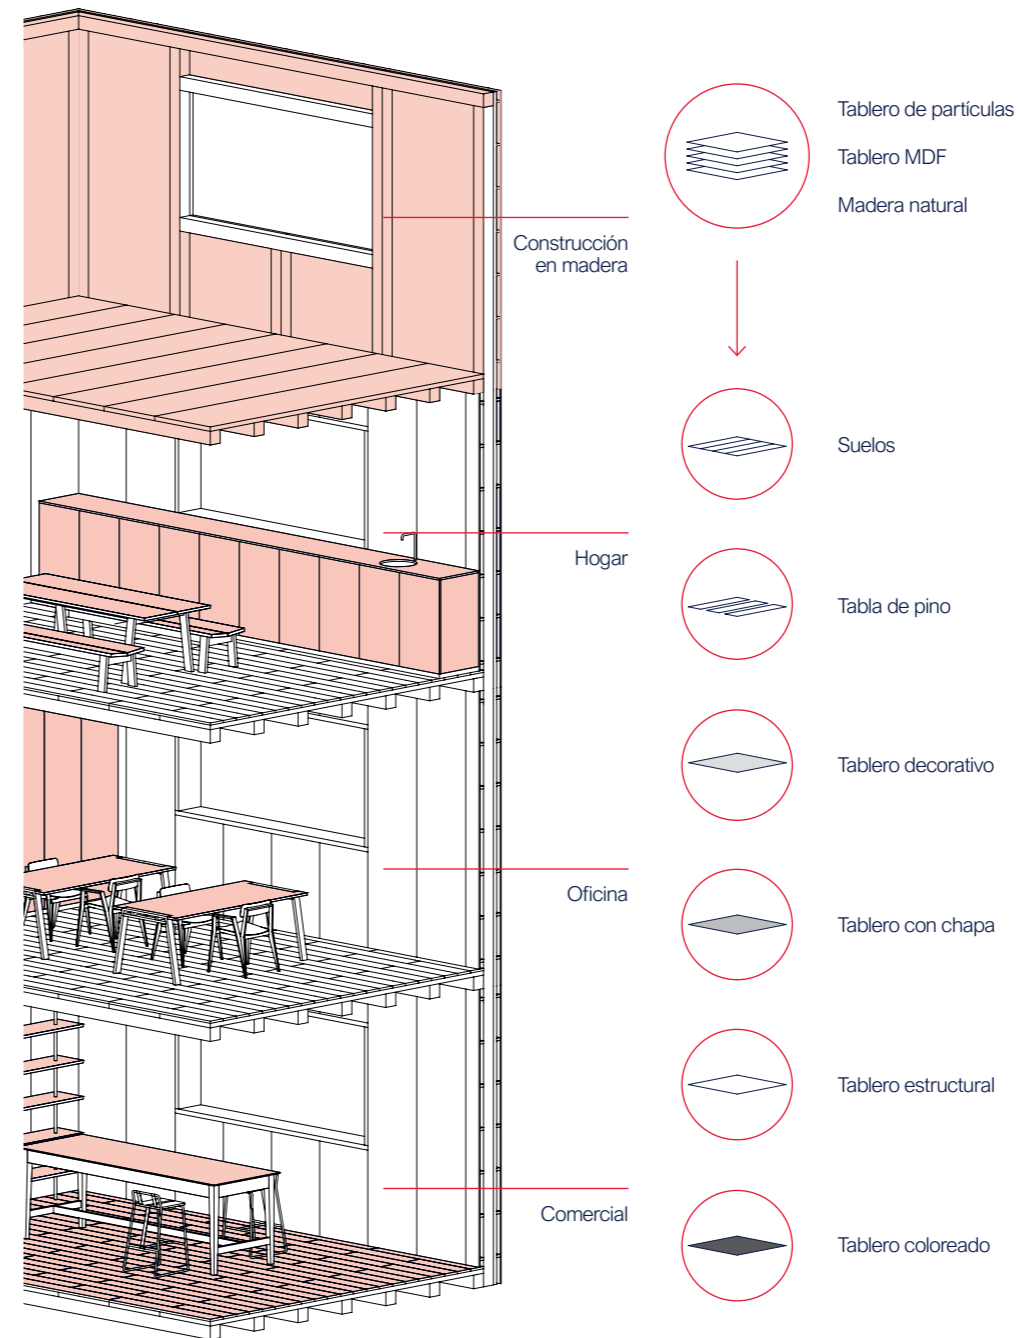 Construcción
en madera
Hogar
Oficina
Comercial
Tablero de partículas
Tablero MDF
Madera natural
Suelos
Tabla de pino
Tablero decorativo
Tablero con chapa
Tablero estructural
Tablero coloreado